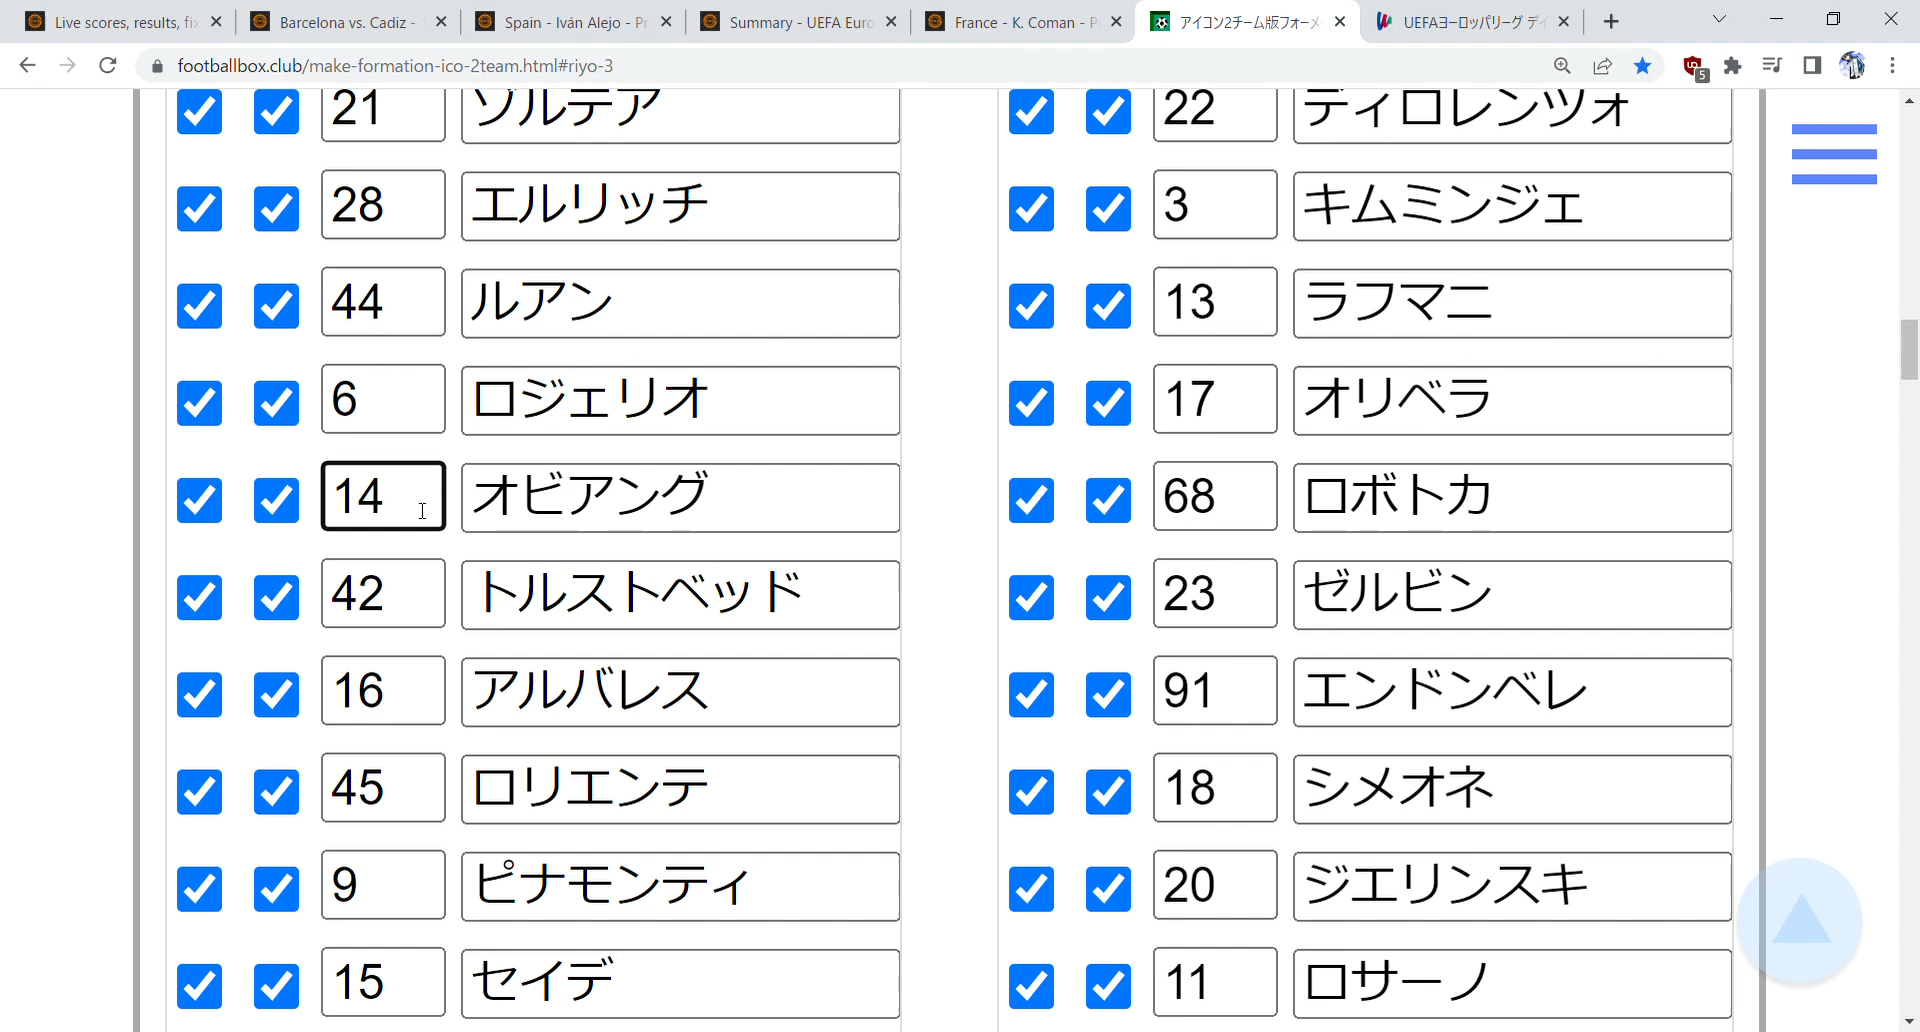 Live scores, results, fix
Barcelona vs. Cadiz -
Spain - Iván Alejo - Pr
Summary - UEFA Euro
France - K. Coman - P
アイコン2チーム版フォーメ
UEFAヨーロッパリーグ デイ
footballbox.club/make-formation-ico-2team.html#riyo-3
5
21 ゾルテア 22 ディロレンツォ
28 エルリッチ 3 キムミンジェ
44 ルアン 13 ラフマニ
6 ロジェリオ 17 オリベラ
14 オビアング 68 ロボトカ
42 トルストベッド 23 ゼルビン
16 アルバレス 91 エンドンベレ
45 ロリエンテ 18 シメオネ
9 ピナモンティ 20 ジエリンスキ
15 セイデ 11 ロサーノ